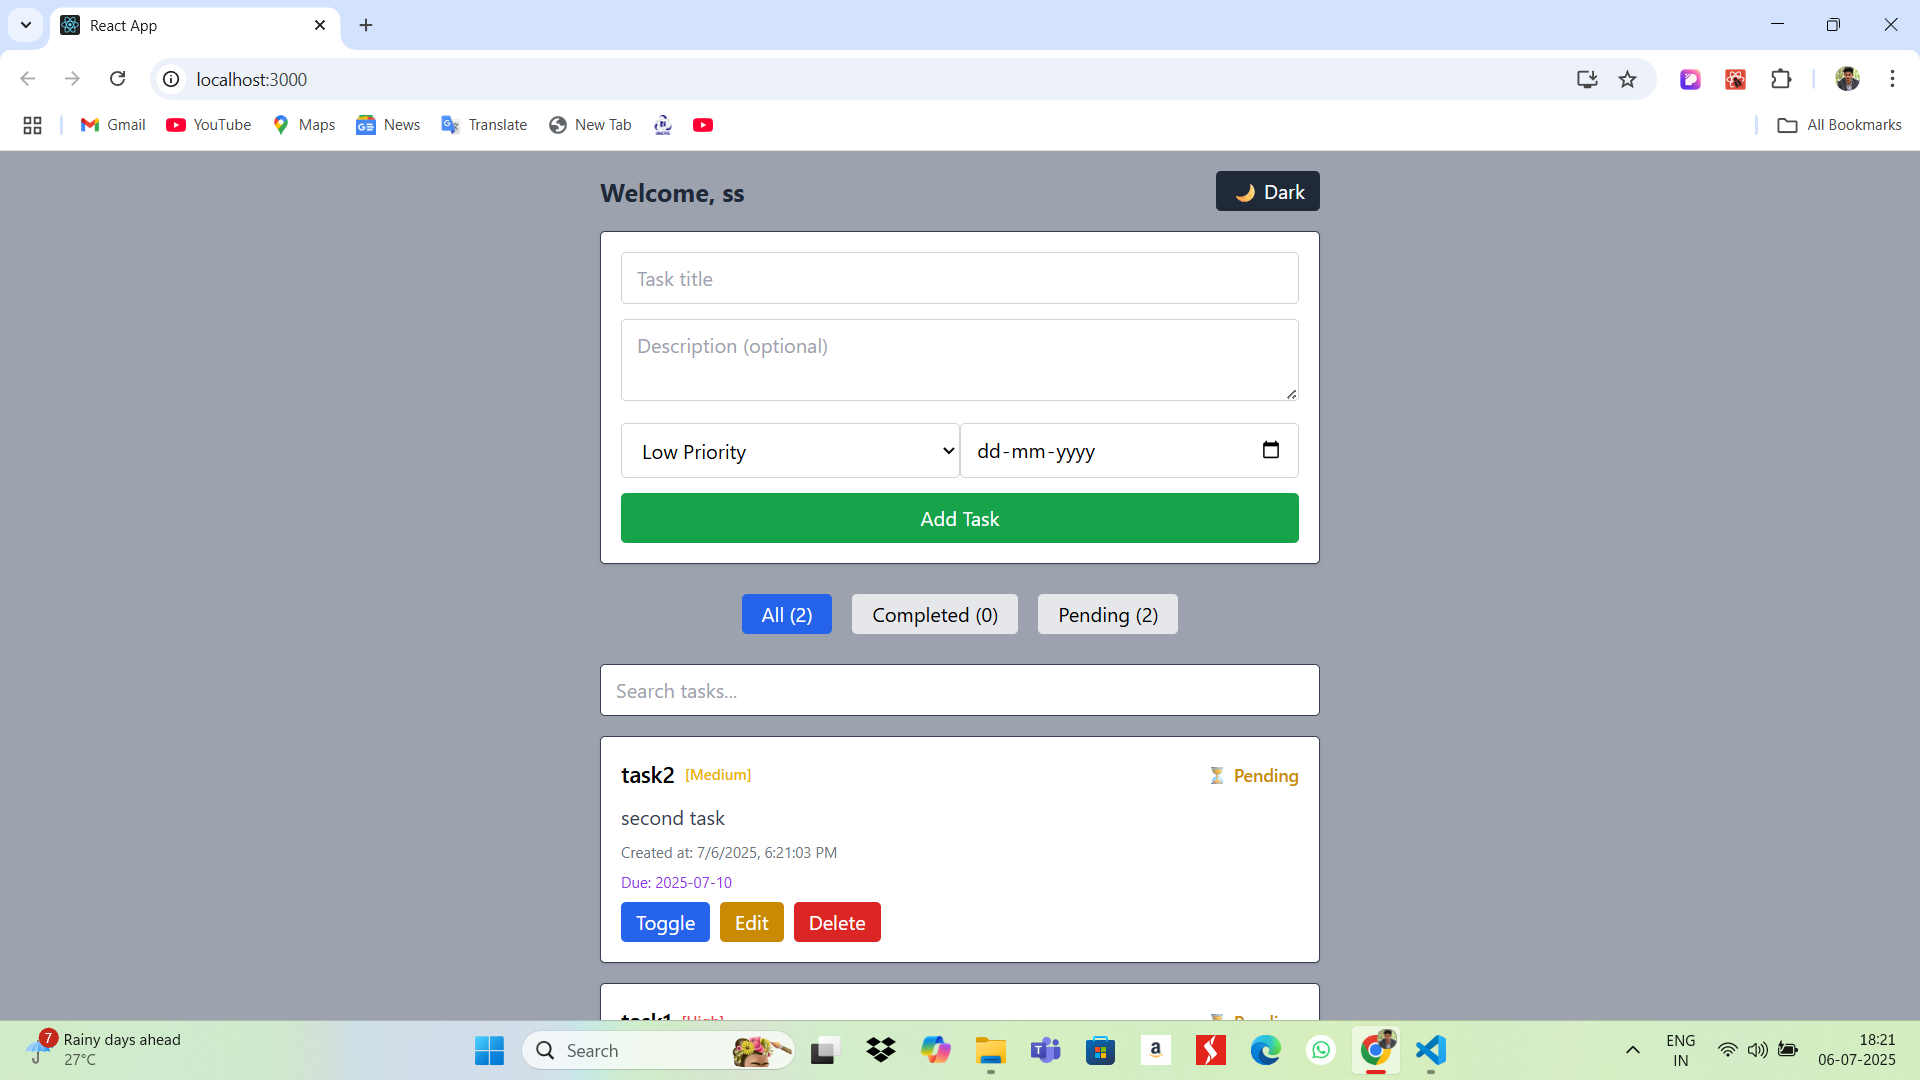 React App
localhost:3000
Gmail
YouTube
Maps
News
Translate
New Tab
All Bookmarks
Welcome, ss
🌙 Dark
Task title
Description (optional)
Low Priority
dd-mm-yyyy
Add Task
All (2)
Completed (0)
Pending (2)
Search tasks...
task2 [Medium]
⏳ Pending
second task
Created at: 7/6/2025, 6:21:03 PM
Due: 2025-07-10
Toggle
Edit
Delete
task1 [High]
⏳ Pending
7
Rainy days ahead
27°C
Search
a
ENG
IN
18:21
06-07-2025